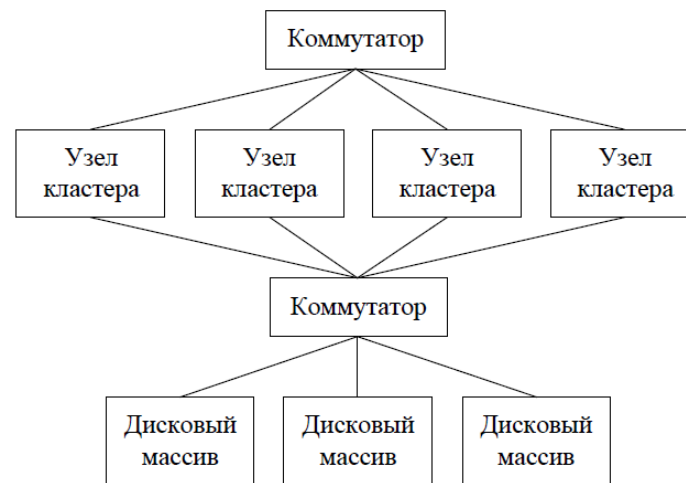 Коммутатор
Узел
кластера
Узел
кластера
Узел
кластера
Узел
кластера
Коммутатор
Дисковый
массив
Дисковый
массив
Дисковый
массив